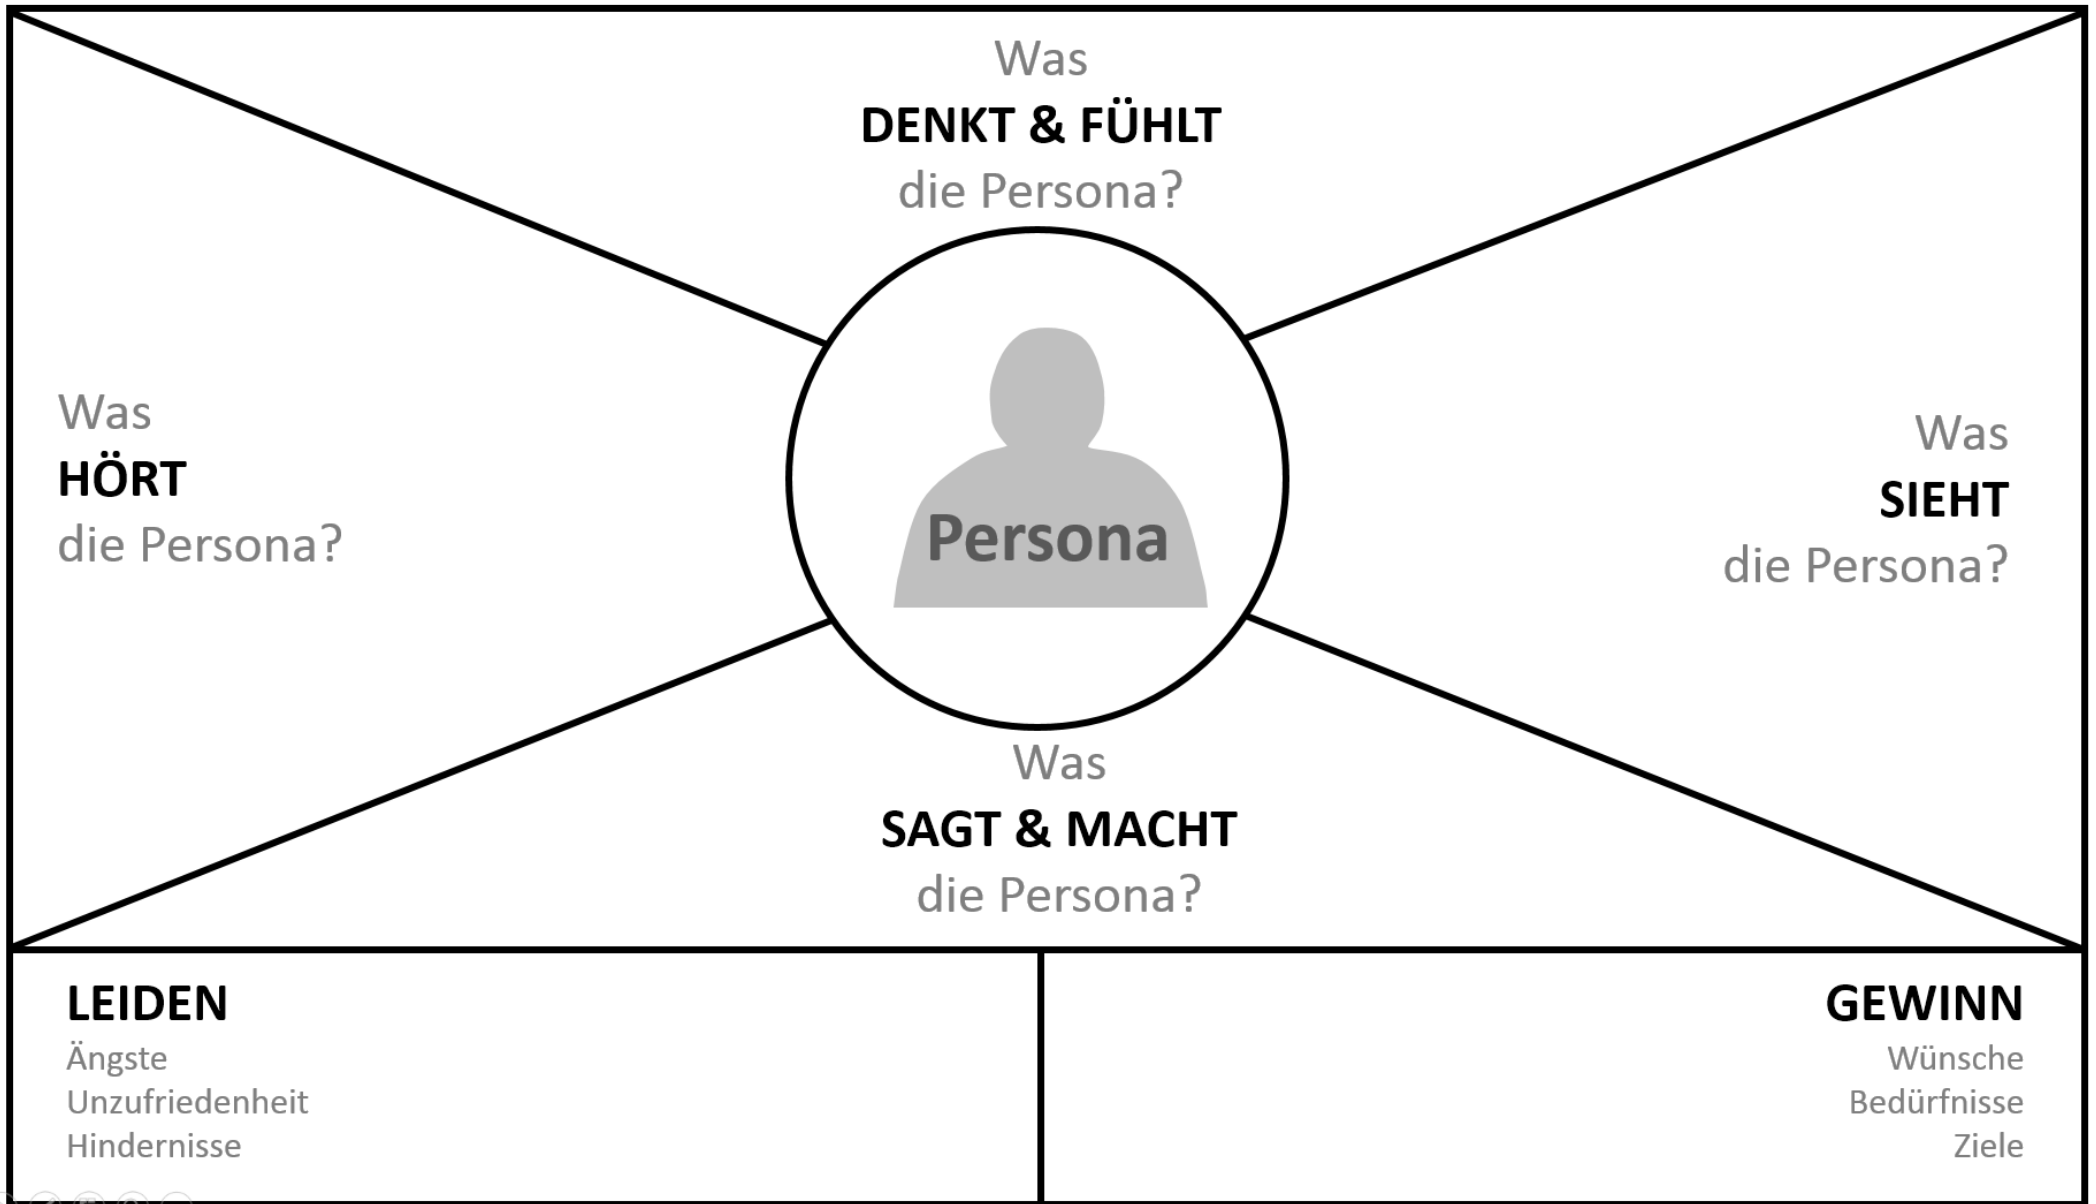 Was
DENKT & FÜHLT
die Persona?
Was
HÖRT
die Persona?
Persona
Was
SIEHT
die Persona?
Was
SAGT & MACHT
die Persona?
LEIDEN
Ängste
Unzufriedenheit
Hindernisse
GEWINN
Wünsche
Bedürfnisse
Ziele